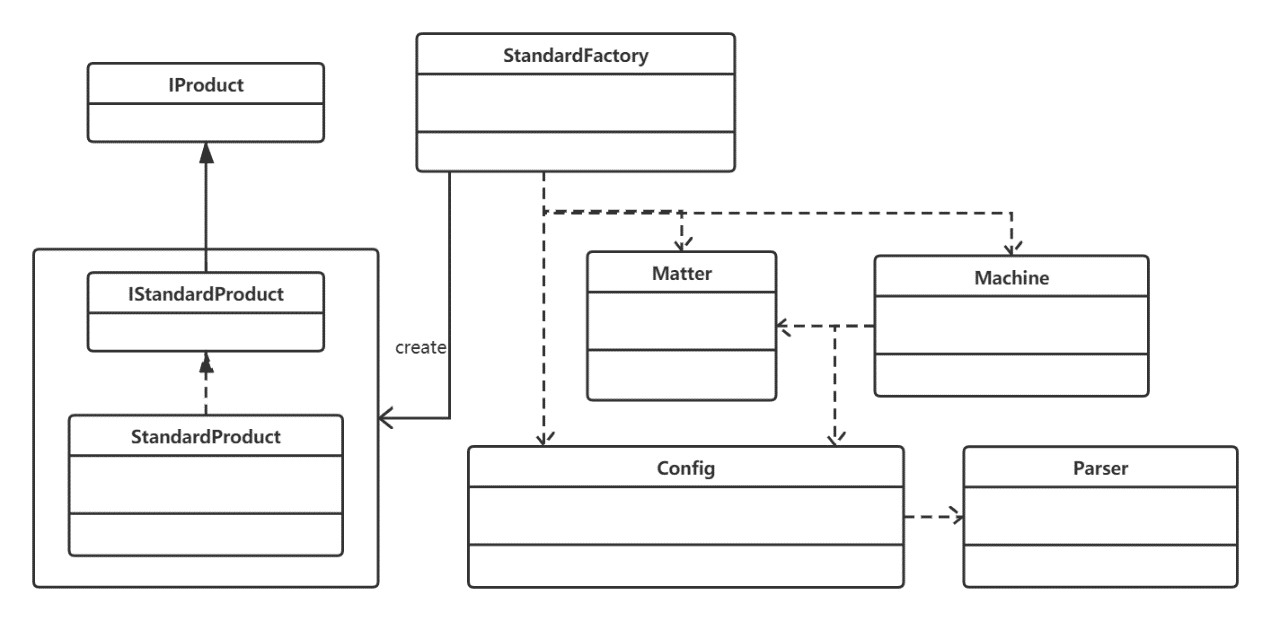 StandardFactory
IProduct
Matter
Machine
IStandardProduct
create
StandardProduct
Config
Parser